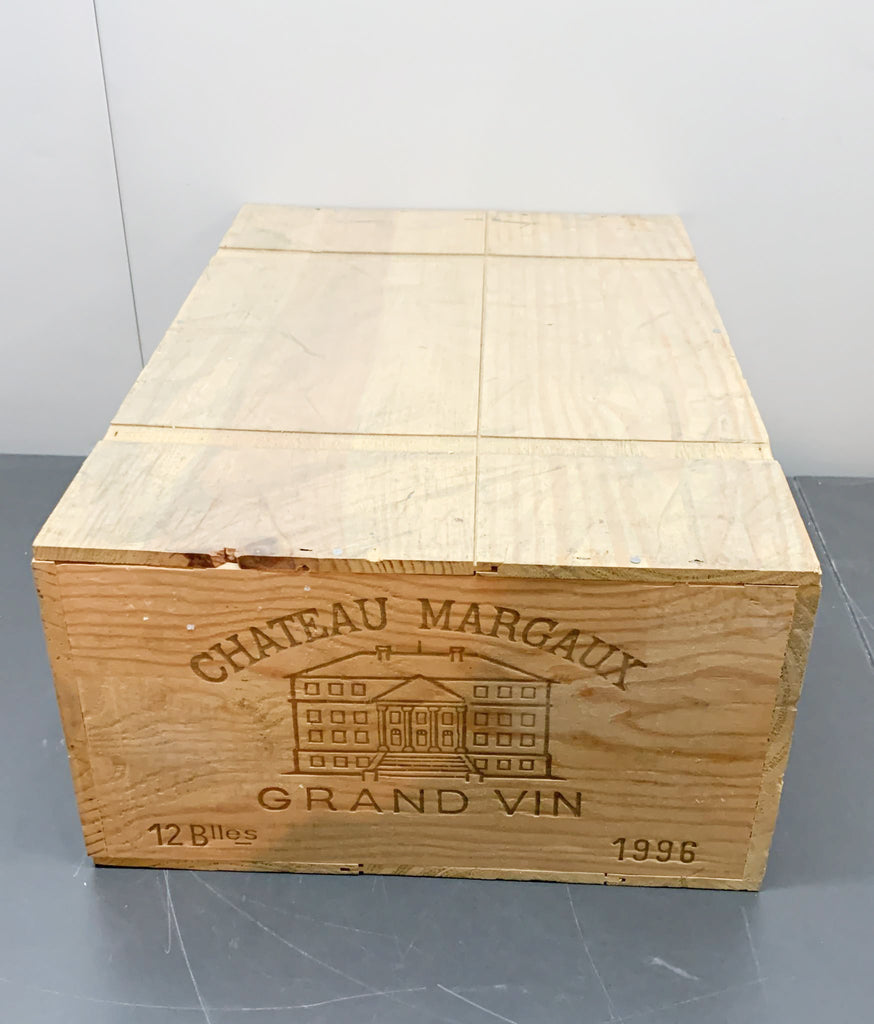 CHATEAU MARGAUX
GRAND VIN
12 Blles
1996